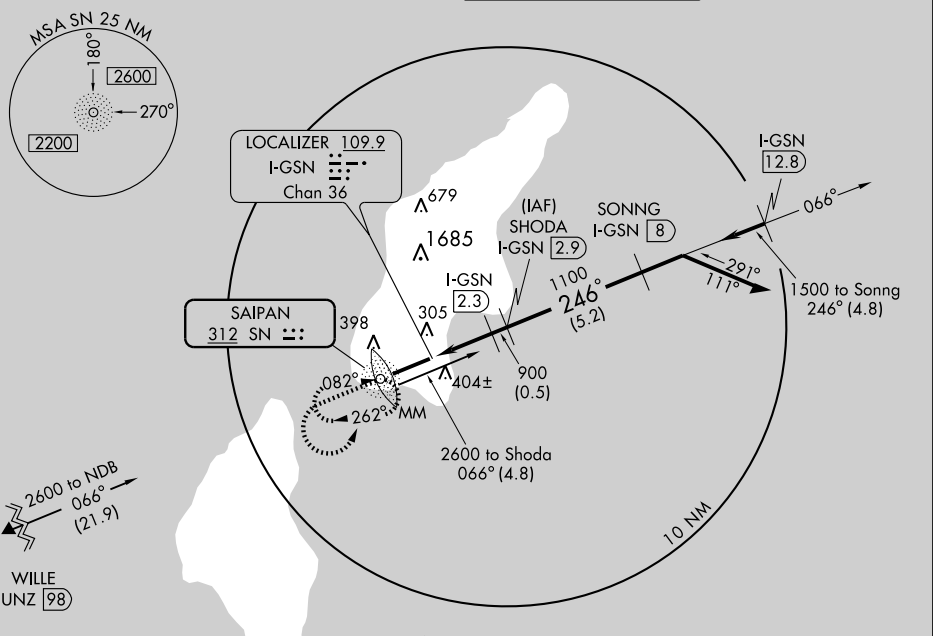 MSA SN 25 NM
180°
2600
270°
2200
LOCALIZER 109.9
I-GSN
Chan 36
679
1685
(IAF)
SHODA
I-GSN 2.9
SONNG
I-GSN 8
I-GSN
12.8
066°
I-GSN
2.3
1100
246°
(5.2)
291°
111°
1500 to Sonng
246° (4.8)
SAIPAN
312 SN
398
305
082°
262°
MM
404±
900
(0.5)
2600 to Shoda
066° (4.8)
10 NM
2600 to NDB
066°
(21.9)
WILLE
UNZ 98